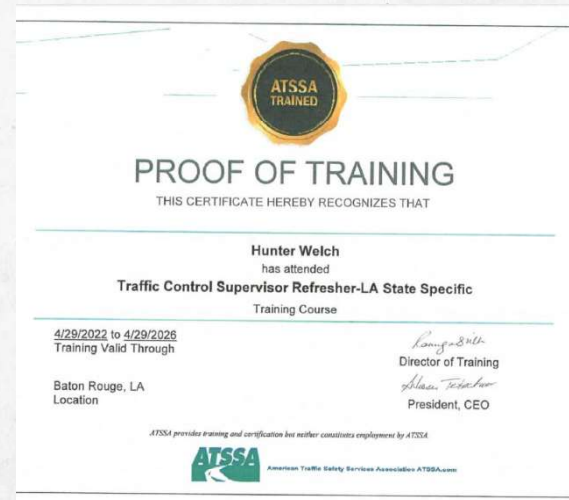 ATSSA
TRAINED
PROOF OF TRAINING
THIS CERTIFICATE HEREBY RECOGNIZES THAT
Hunter Welch
has attended
Traffic Control Supervisor Refresher-LA State Specific
Training Course
4/29/2022 to 4/29/2026
Training Valid Through
Director of Training
Baton Rouge, LA
Location
President, CEO
ATSSA provides training and certification but neither constitutes employment by ATSSA
ATSSA
American Traffic Safety Services Association ATSSA.com